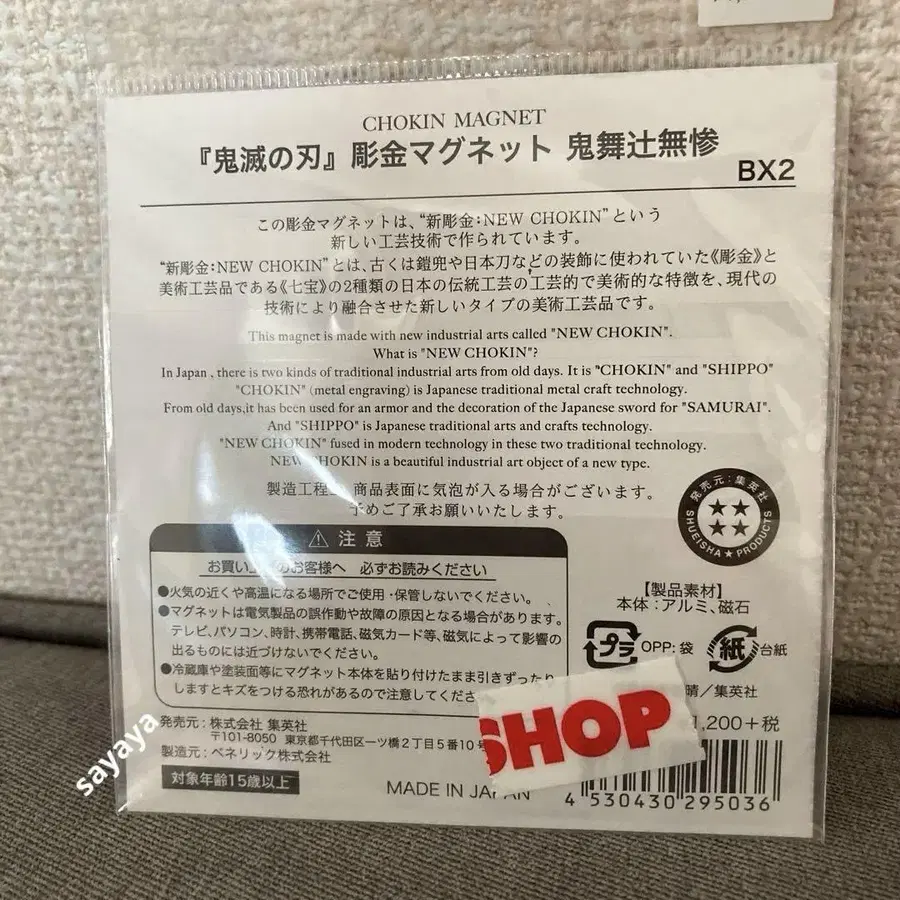 CHOKIN MAGNET
『鬼滅の刃』彫金マグネット 鬼舞辻無惨
BX2
この彫金マグネットは、“新彫金：NEW CHOKIN”という
新しい工芸技術で作られています。
“新彫金：NEW CHOKIN”とは、古くは鎧兜や日本刀などの装飾に使われていた《彫金》と
美術工芸品である《七宝》の2種類の日本の伝統工芸の工芸的で美術的な特徴を、現代の
技術により融合させた新しいタイプの美術工芸品です。
This magnet is made with new industrial arts called "NEW CHOKIN".
What is "NEW CHOKIN"?
In Japan , there is two kinds of traditional industrial arts from old days. It is "CHOKIN" and "SHIPPO"
"CHOKIN" (metal engraving) is Japanese traditional metal craft technology.
From old days,it has been used for an armor and the decoration of the Japanese sword for "SAMURAI".
And "SHIPPO" is Japanese traditional arts and crafts technology.
"NEW CHOKIN" fused in modern technology in these two traditional technology.
NEW CHOKIN is a beautiful industrial art object of a new type.
製造工程 商品表面に気泡が入る場合がございます。
予めご了承お願いいたします。
発売元：集英社
SHUEISHA★PRODUCTS
⚠ 注意
お買い のお客様へ 必ずお読みください
●火気の近くや高温になる場所でご使用・保管しないでください。
●マグネットは電気製品の誤作動や故障の原因となる場合があります。
テレビ、パソコン、時計、携帯電話、磁気カード等、磁気によって影響の
出るものには近づけないでください。
●冷蔵庫や塗装面等にマグネット本体を貼り付けたまま引きずったり
しますとキズをつける恐れがあるので注意してくださ
【製品素材】
本体：アルミ、磁石
プラ OPP：袋 紙 台紙
晴／集英社
SHOP
1,200+税
発売元：株式会社 集英社
〒101-8050 東京都千代田区一ツ橋2丁目5番10号
製造元：ベネリック株式会社
対象年齢15歳以上
MADE IN JAPAN
4 530430 295036
sayaya